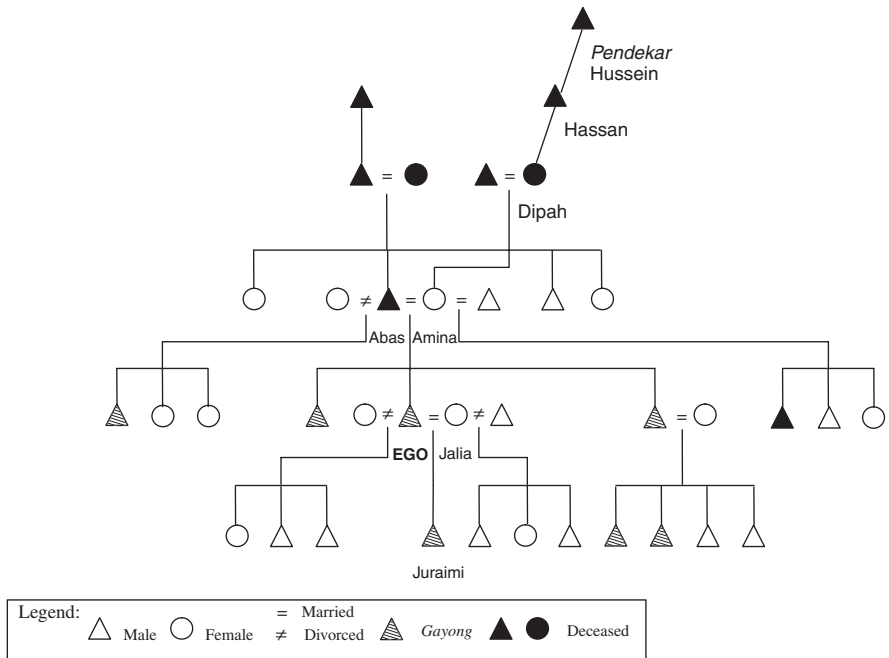 Pendekar
Hussein
Hassan
= =
Dipah
≠ = =
Abas Amina
≠ = ≠ =
EGO Jalia
Juraimi
Legend:
Male Female = Married
≠ Divorced Gayong Deceased